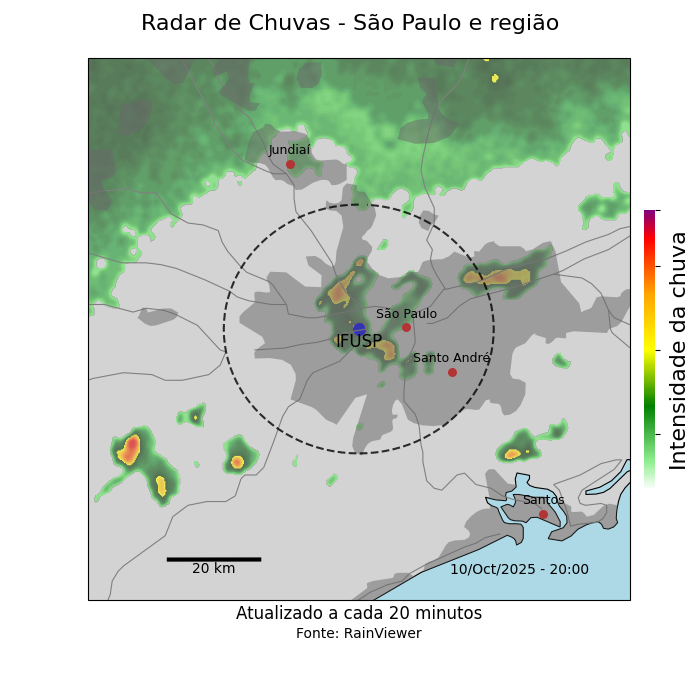 Radar de Chuvas - São Paulo e região
Jundiaí
São Paulo
IFUSP
Santo André
Santos
20 km
10/Oct/2025 - 20:00
Intensidade da chuva
Atualizado a cada 20 minutos
Fonte: RainViewer